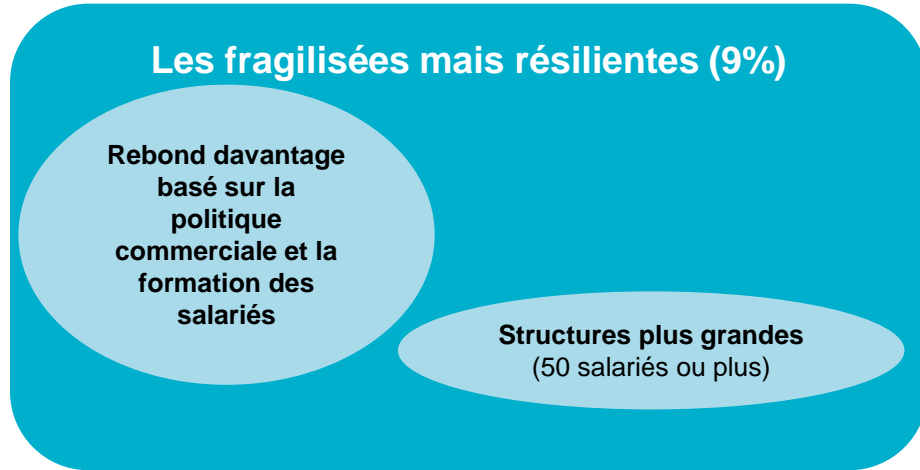 Les fragilisées mais résilientes (9%)
Rebond davantage
basé sur la
politique
commerciale et la
formation des
salariés
Structures plus grandes
(50 salariés ou plus)